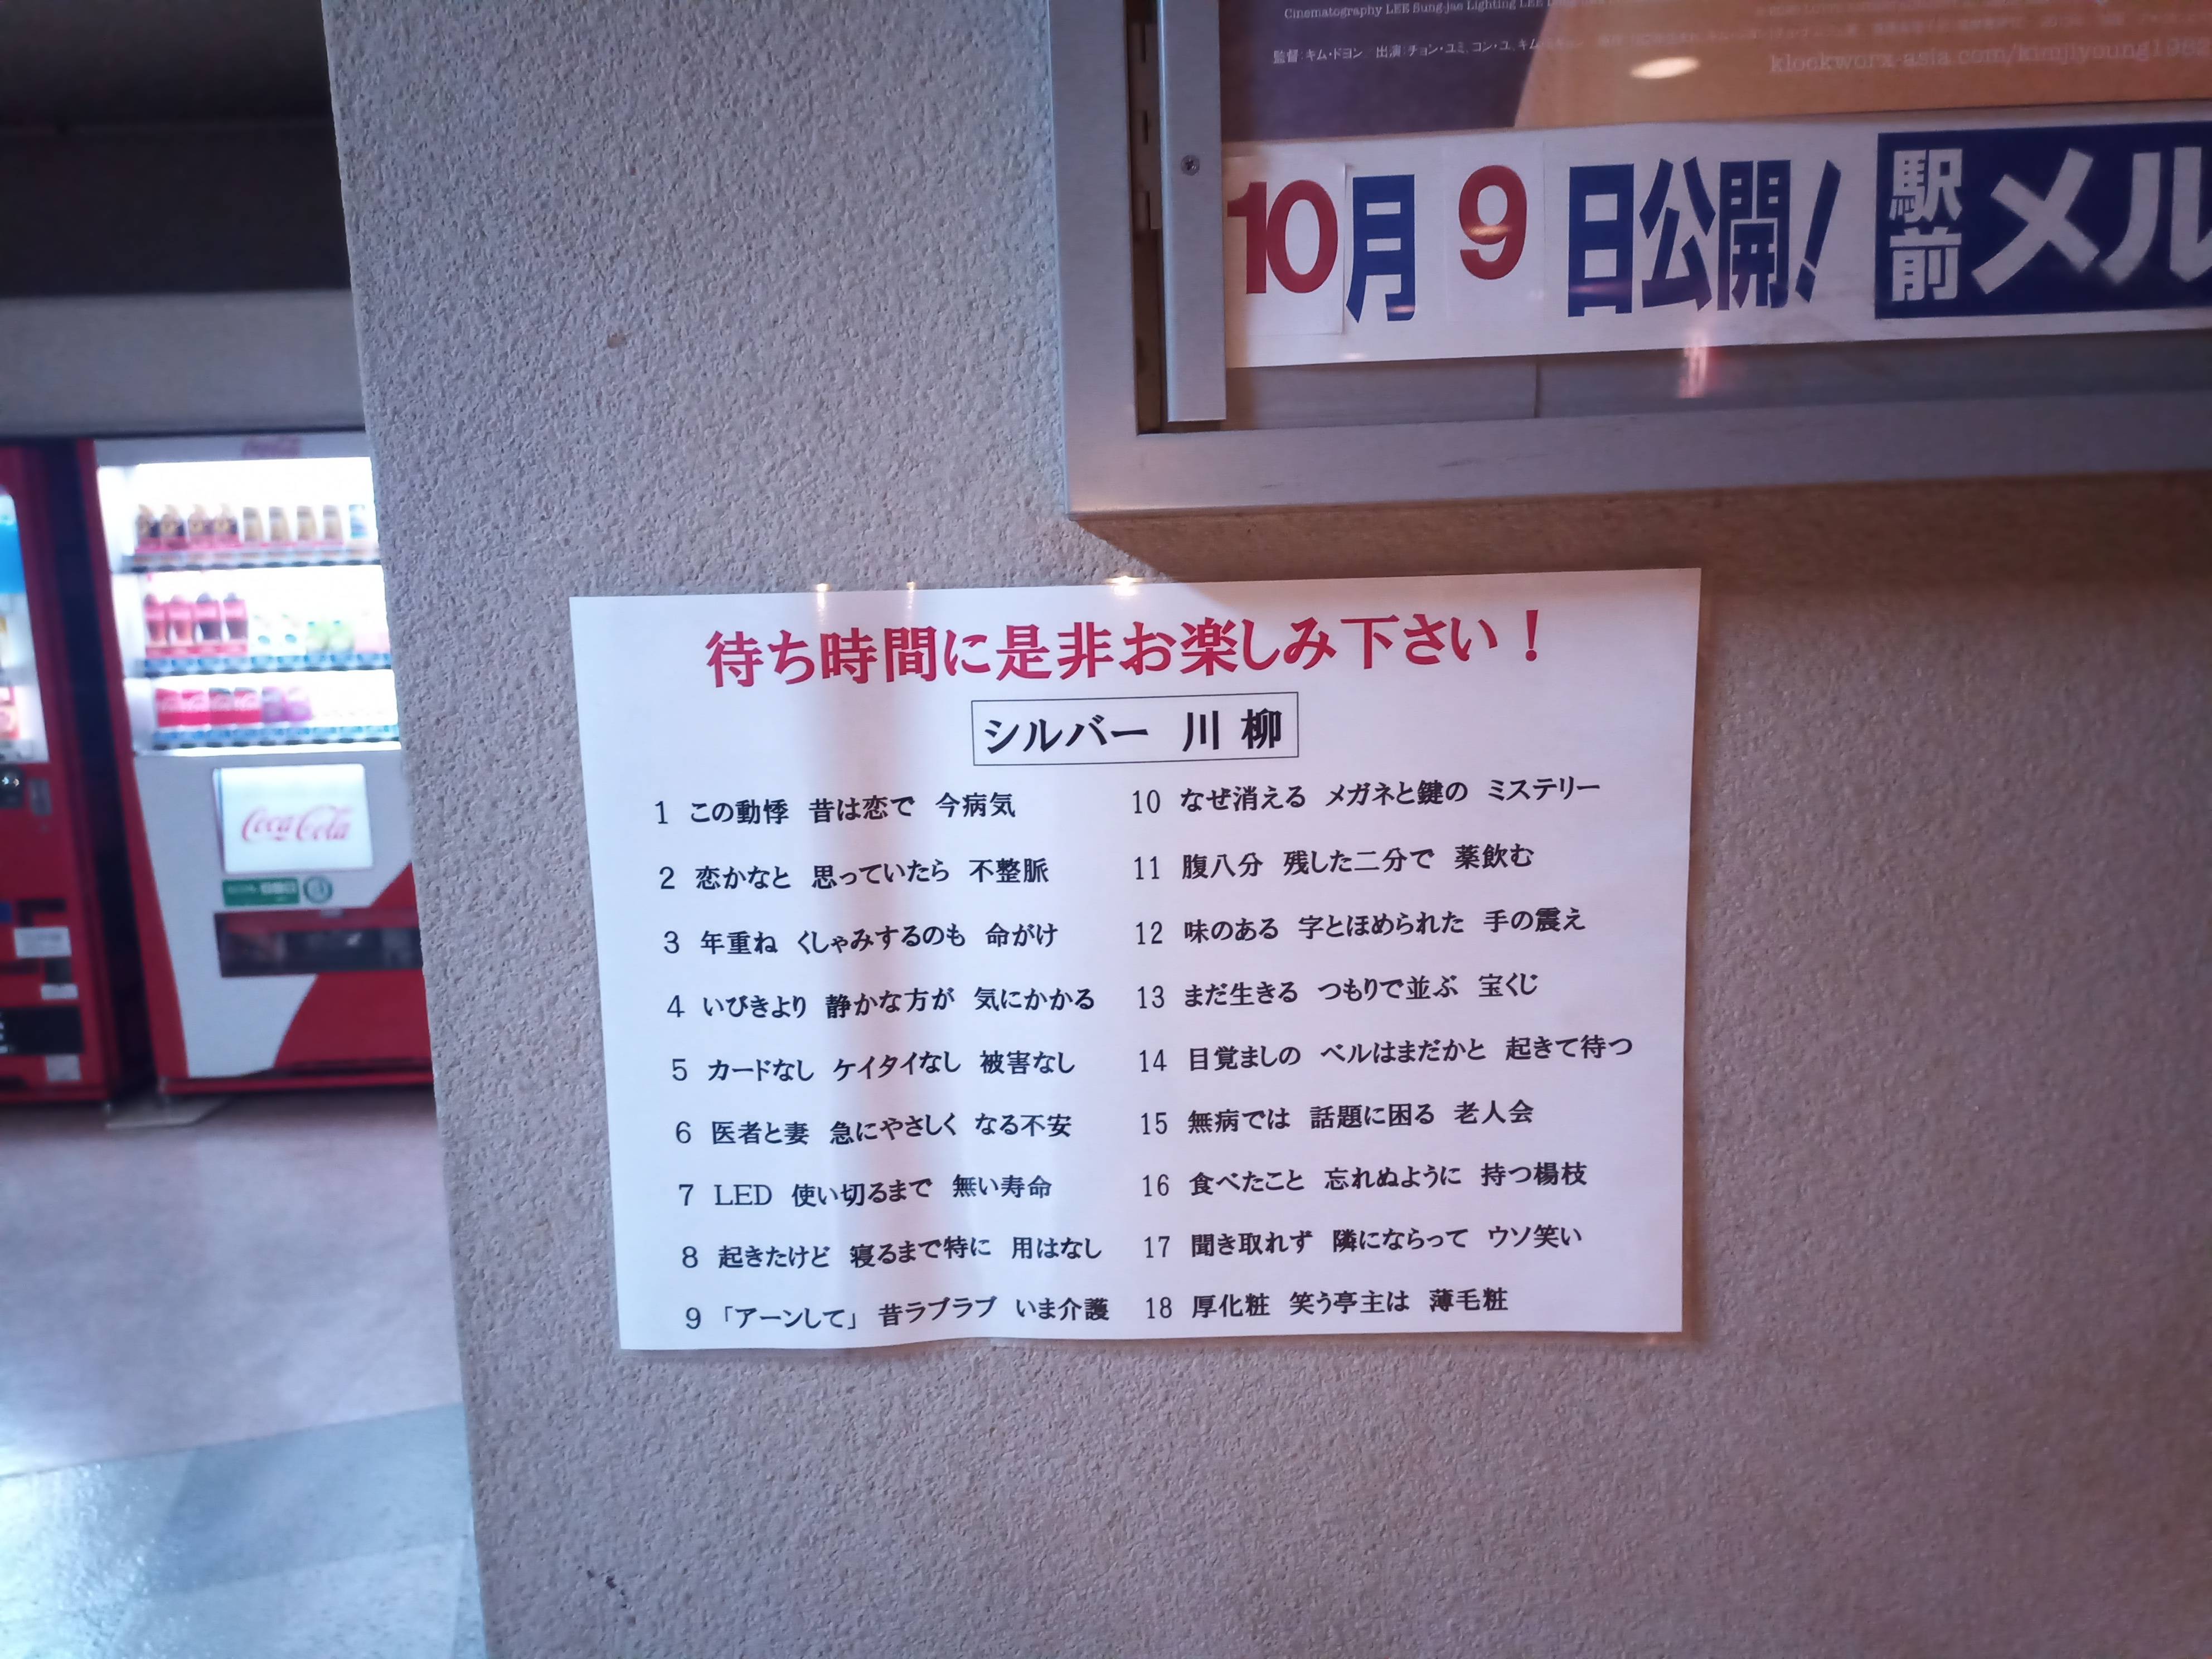 Cinematography LEE Sung-jae Lighting LEE
監督:キム・ドヨン 出演:チョン・ユミ、コン・ユ、キム
klockworx-asia.com/kimjiyoung198
10月9日公開!
駅前メル
待ち時間に是非お楽しみ下さい!
シルバー 川 柳
1 この動悸 昔は恋で 今病気
2 恋かなと 思っていたら 不整脈
3 年重ね くしゃみするのも 命がけ
4 いびきより 静かな方が 気にかかる
5 カードなし ケイタイなし 被害なし
6 医者と妻 急にやさしく なる不安
7 LED 使い切るまで 無い寿命
8 起きたけど 寝るまで特に 用はなし
9 「アーンして」 昔ラブラブ いま介護
10 なぜ消える メガネと鍵の ミステリー
11 腹八分 残した二分で 薬飲む
12 味のある 字とほめられた 手の震え
13 まだ生きる つもりで並ぶ 宝くじ
14 目覚ましの ベルはまだかと 起きて待つ
15 無病では 話題に困る 老人会
16 食べたこと 忘れぬように 持つ楊枝
17 聞き取れず 隣にならって ウソ笑い
18 厚化粧 笑う亭主は 薄毛粧
Coca-Cola